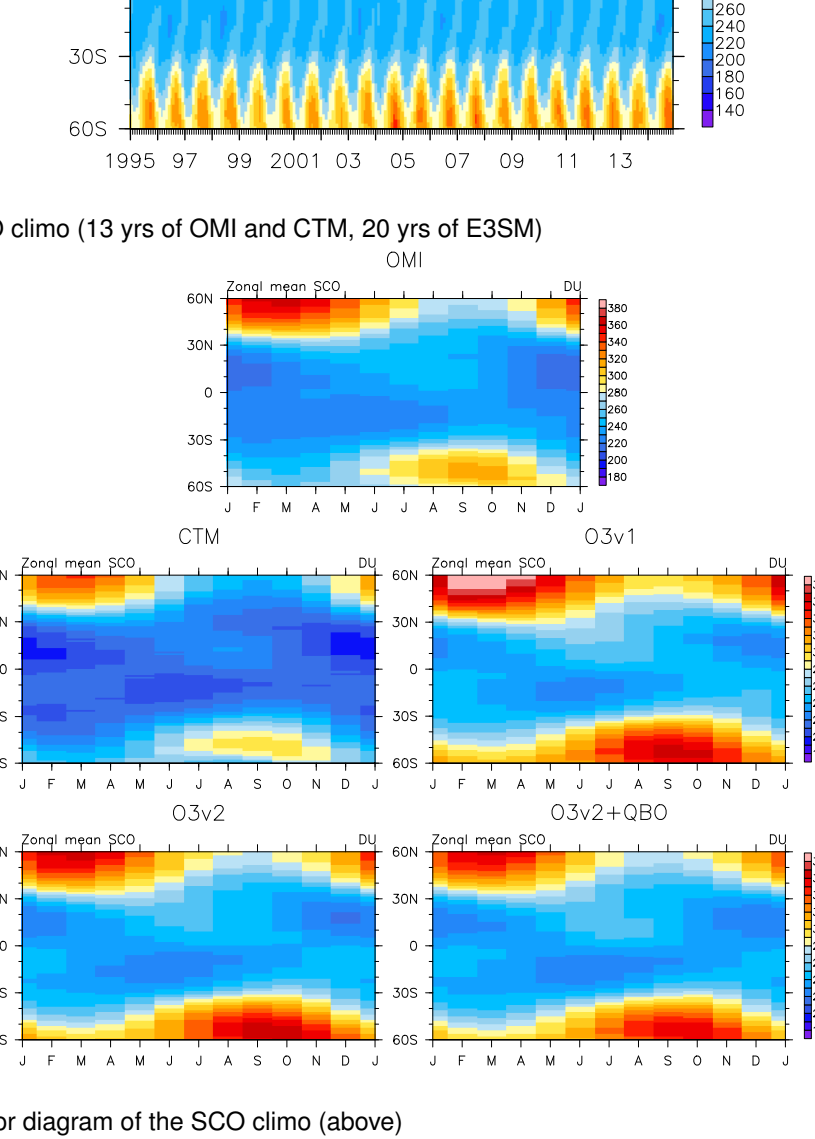 260
240
220
200
180
160
140
30S
60S
1995 97 99 2001 03 05 07 09 11 13
climo (13 yrs of OMI and CTM, 20 yrs of E3SM)
OMI
Zonal mean SCO DU
60N
30N
0
30S
60S
J F M A M J J A S O N D J
380
360
340
320
300
280
260
240
220
200
180
CTM
Zonal mean SCO DU
N
N
0
S
S
J F M A M J J A S O N D J
O3v1
Zonal mean SCO DU
60N
30N
0
30S
60S
J F M A M J J A S O N D J
O3v2
Zonal mean SCO DU
N
N
0
S
S
J F M A M J J A S O N D J
O3v2+QBO
Zonal mean SCO DU
60N
30N
0
30S
60S
J F M A M J J A S O N D J
or diagram of the SCO climo (above)